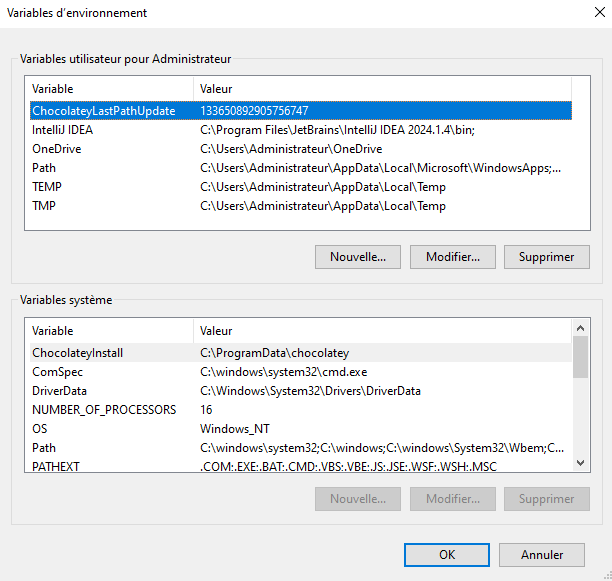 Variables d'environnement
Variables utilisateur pour Administrateur
Variable Valeur
ChocolateyLastPathUpdate 133650892905756747
IntelliJ IDEA C:\Program Files\JetBrains\IntelliJ IDEA 2024.1.4\bin;
OneDrive C:\Users\Administrateur\OneDrive
Path C:\Users\Administrateur\AppData\Local\Microsoft\WindowsApps;...
TEMP C:\Users\Administrateur\AppData\Local\Temp
TMP C:\Users\Administrateur\AppData\Local\Temp
Nouvelle... Modifier... Supprimer
Variables système
Variable Valeur
ChocolateyInstall C:\ProgramData\chocolatey
ComSpec C:\windows\system32\cmd.exe
DriverData C:\Windows\System32\Drivers\DriverData
NUMBER_OF_PROCESSORS 16
OS Windows_NT
Path C:\windows\system32;C:\windows;C:\windows\System32\Wbem;C...
PATHEXT .COM;.EXE;.BAT;.CMD;.VBS;.VBE;.JS;.JSE;.WSF;.WSH;.MSC
Nouvelle... Modifier... Supprimer
OK Annuler